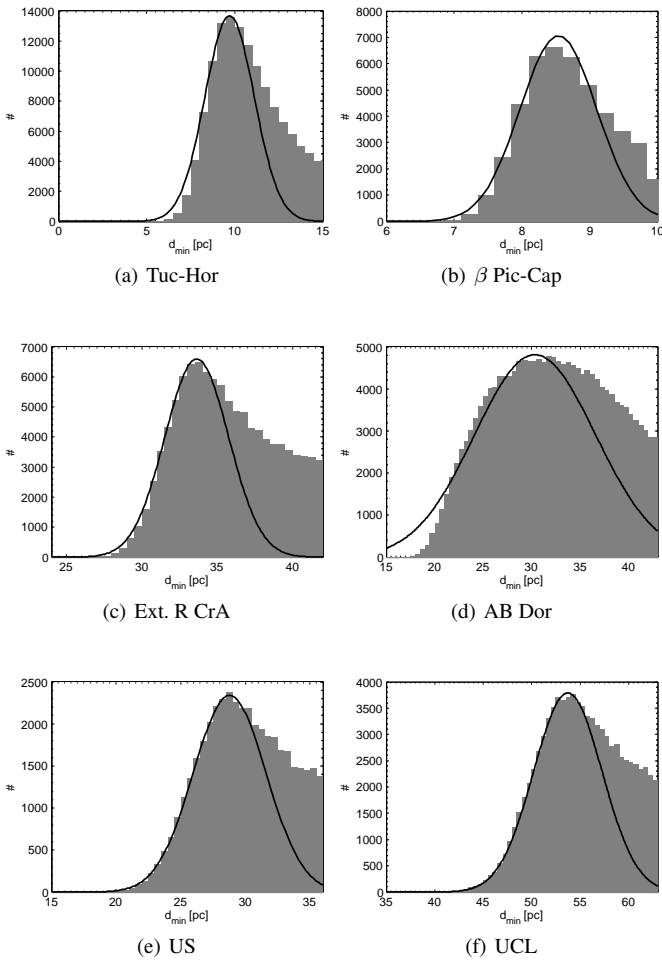 14000
12000
10000
8000
6000
4000
2000
0
#
0 5 10 15
d_min [pc]
(a) Tuc-Hor
8000
7000
6000
5000
4000
3000
2000
1000
0
#
6 7 8 9 10
d_min [pc]
(b) β Pic-Cap
7000
6000
5000
4000
3000
2000
1000
0
#
25 30 35 40
d_min [pc]
(c) Ext. R CrA
5000
4000
3000
2000
1000
0
#
15 20 25 30 35 40
d_min [pc]
(d) AB Dor
2500
2000
1500
1000
500
0
#
15 20 25 30 35
d_min [pc]
(e) US
4000
3500
3000
2500
2000
1500
1000
500
0
#
35 40 45 50 55 60
d_min [pc]
(f) UCL